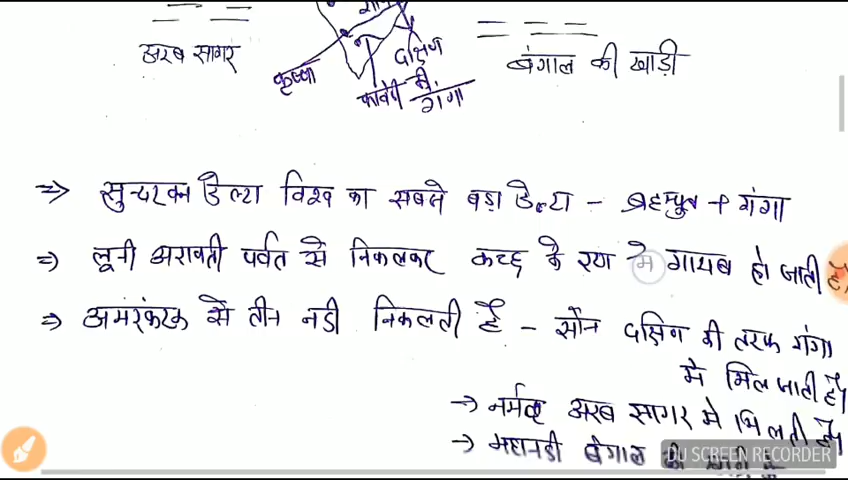 अरब सागर
कृष्णा
दक्षिण
की
कावेरी गंगा
बंगाल की खाड़ी
⇒ सुन्दरवन डेल्टा विश्व का सबसे बड़ा डेल्टा - ब्रह्मपुत्र + गंगा
⇒ लूनी अरावली पर्वत से निकलकर कच्छ के रण मे गायब हो जाती है
⇒ अमरकंटक से तीन नदी निकलती है - सोन दक्षिण की तरफ गंगा
मे मिल जाती है।
→ नर्मदा अरब सागर मे मिलती है।
→ महानदी बंगाल की खाड़ी
DU SCREEN RECORDER